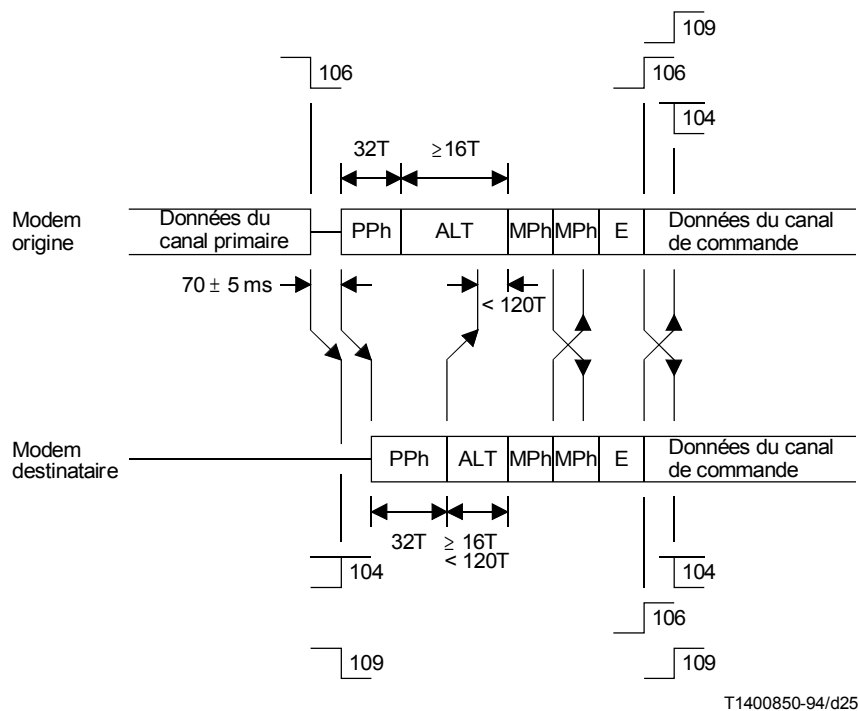 109
106
106
104
32T
≥16T
Modem
origine
Données du
canal primaire
PPh
ALT
MPh
MPh
E
Données du canal
de commande
70 ± 5 ms
< 120T
Modem
destinataire
PPh
ALT
MPh
MPh
E
Données du canal
de commande
32T
≥ 16T
< 120T
104
104
106
109
109
T1400850-94/d25